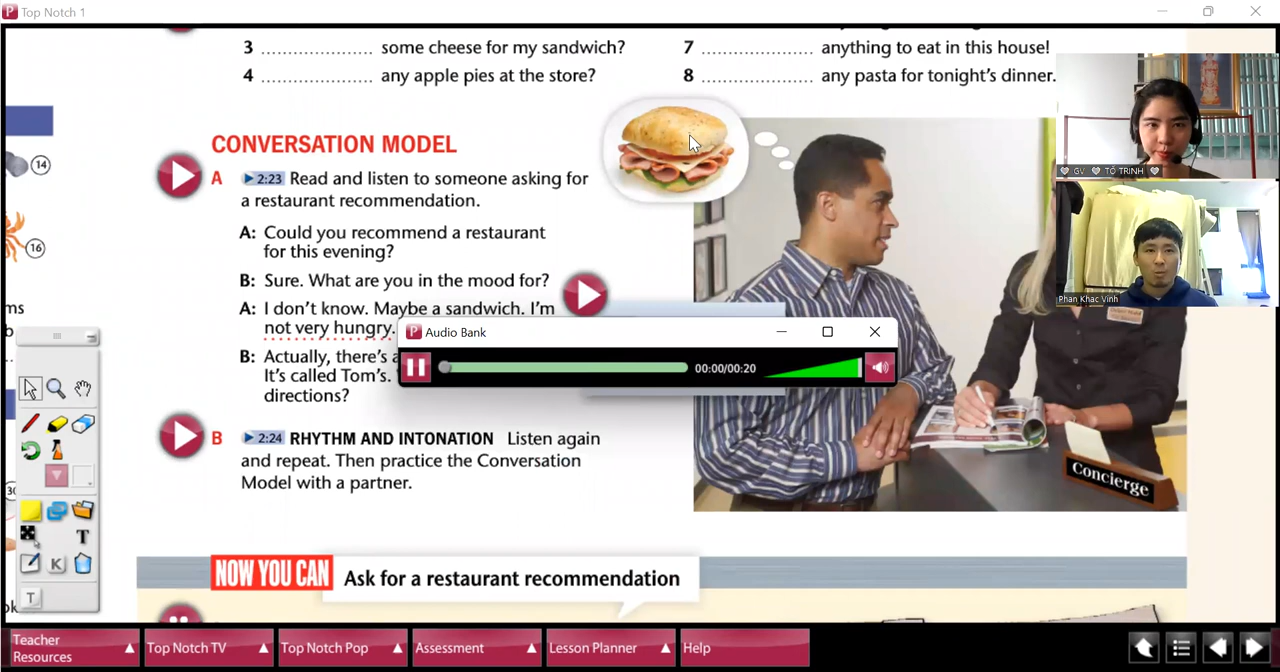 Top Notch 1
3 .................... some cheese for my sandwich?
4 .................... any apple pies at the store?
7 .................... anything to eat in this house!
8 .................... any pasta for tonight's dinner.
14
16
ms
CONVERSATION MODEL
A 2:23 Read and listen to someone asking for
a restaurant recommendation.
A: Could you recommend a restaurant
for this evening?
B: Sure. What are you in the mood for?
A: I don't know. Maybe a sandwich. I'm
not very hungry.
B: Actually, there's a
It's called Tom's.
directions?
B 2:24 RHYTHM AND INTONATION Listen again
and repeat. Then practice the Conversation
Model with a partner.
Audio Bank
00:00/00:20
GV TỐ TRINH
Phan Khac Vinh
Concierge
NOW YOU CAN Ask for a restaurant recommendation
T
K
T
Teacher
Resources
Top Notch TV
Top Notch Pop
Assessment
Lesson Planner
Help